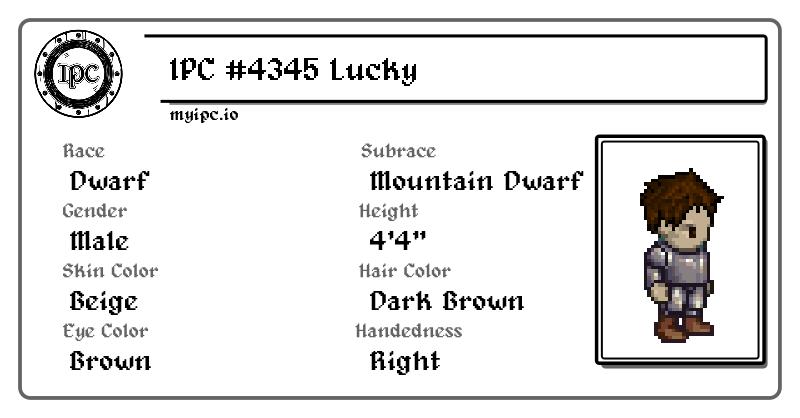 IPC
IPC #4345 Lucky
myipc.io
Race
Dwarf
Subrace
Mountain Dwarf
Gender
Male
Height
4'4"
Skin Color
Beige
Hair Color
Dark Brown
Eye Color
Brown
Handedness
Right